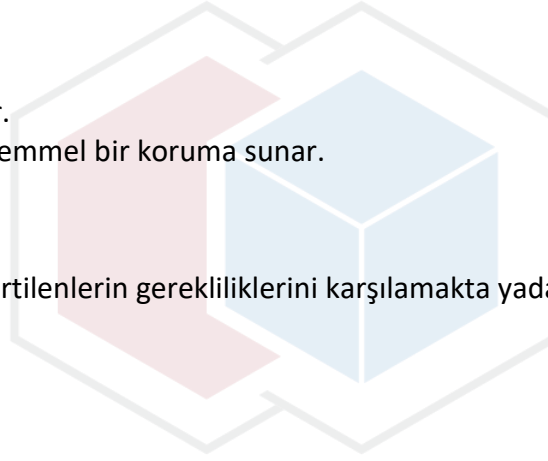 .
emmel bir koruma sunar.
rtilenlerin gerekliliklerini karşılamakta yada